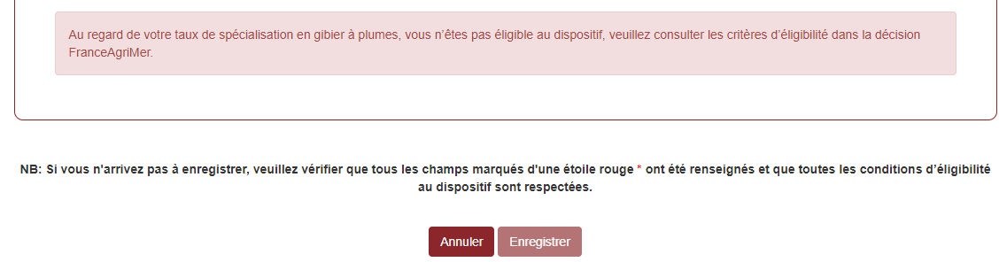 Au regard de votre taux de spécialisation en gibier à plumes, vous n'êtes pas éligible au dispositif, veuillez consulter les critères d’éligibilité dans la décision
FranceAgriMer.
NB: Si vous n'arrivez pas à enregistrer, veuillez vérifier que tous les champs marqués d'une étoile rouge * ont été renseignés et que toutes les conditions d’éligibilité
au dispositif sont respectées.
Annuler Enregistrer